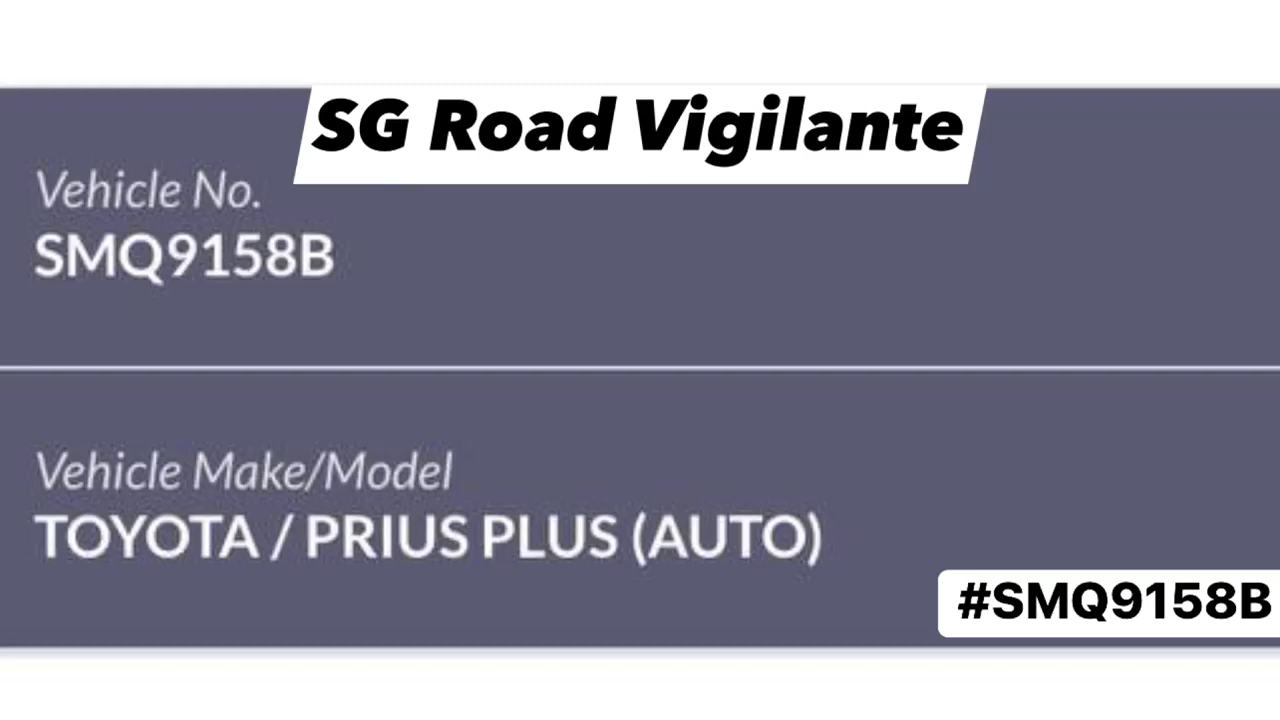 SG Road Vigilante
Vehicle No.
SMQ9158B
Vehicle Make/Model
TOYOTA / PRIUS PLUS (AUTO)
#SMQ9158B